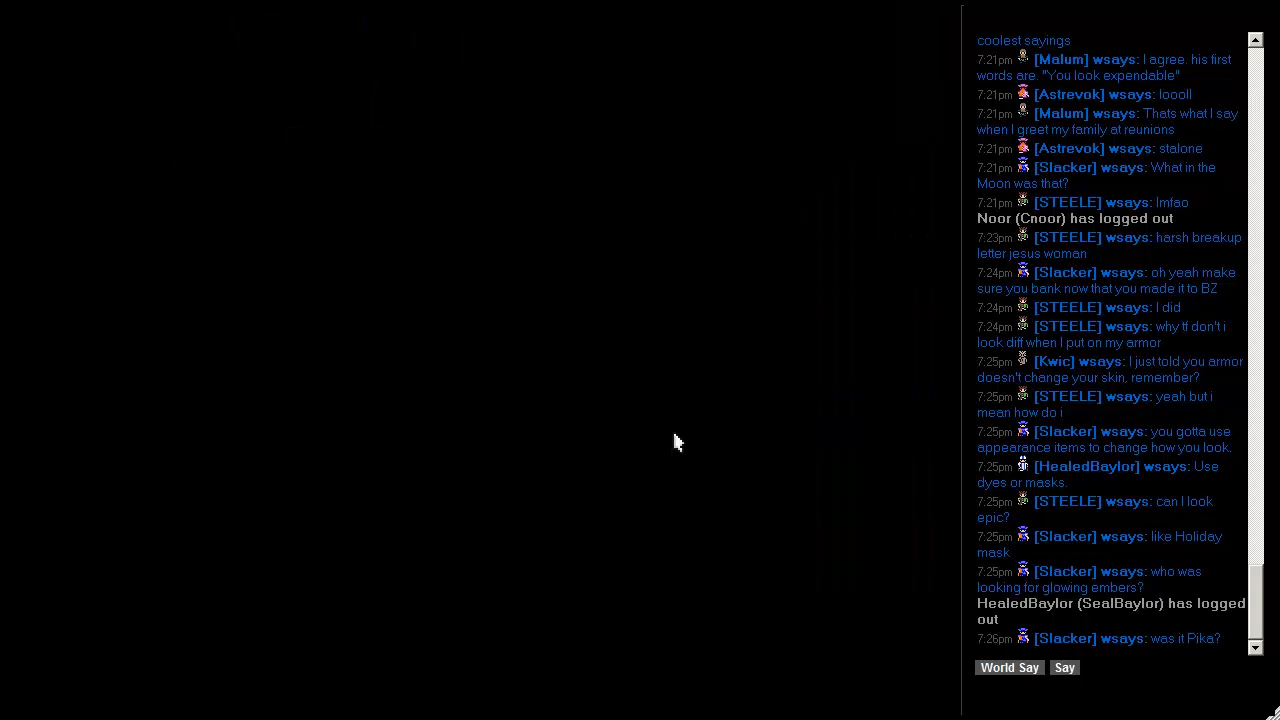 coolest sayings
7:21pm [Malum] wsays: I agree. his first
words are. "You look expendable"
7:21pm [Astrevok] wsays: loooll
7:21pm [Malum] wsays: Thats what I say
when I greet my family at reunions
7:21pm [Astrevok] wsays: stalone
7:21pm [Slacker] wsays: What in the
Moon was that?
7:21pm [STEELE] wsays: lmfao
Noor (Cnoor) has logged out
7:23pm [STEELE] wsays: harsh breakup
letter jesus woman
7:24pm [Slacker] wsays: oh yeah make
sure you bank now that you made it to BZ
7:24pm [STEELE] wsays: I did
7:24pm [STEELE] wsays: why tf don't i
look diff when I put on my armor
7:25pm [Kwic] wsays: I just told you armor
doesn't change your skin, remember?
7:25pm [STEELE] wsays: yeah but i
mean how do i
7:25pm [Slacker] wsays: you gotta use
appearance items to change how you look.
7:25pm [HealedBaylor] wsays: Use
dyes or masks.
7:25pm [STEELE] wsays: can I look
epic?
7:25pm [Slacker] wsays: like Holiday
mask
7:25pm [Slacker] wsays: who was
looking for glowing embers?
HealedBaylor (SealBaylor) has logged
out
7:26pm [Slacker] wsays: was it Pika?
World Say Say